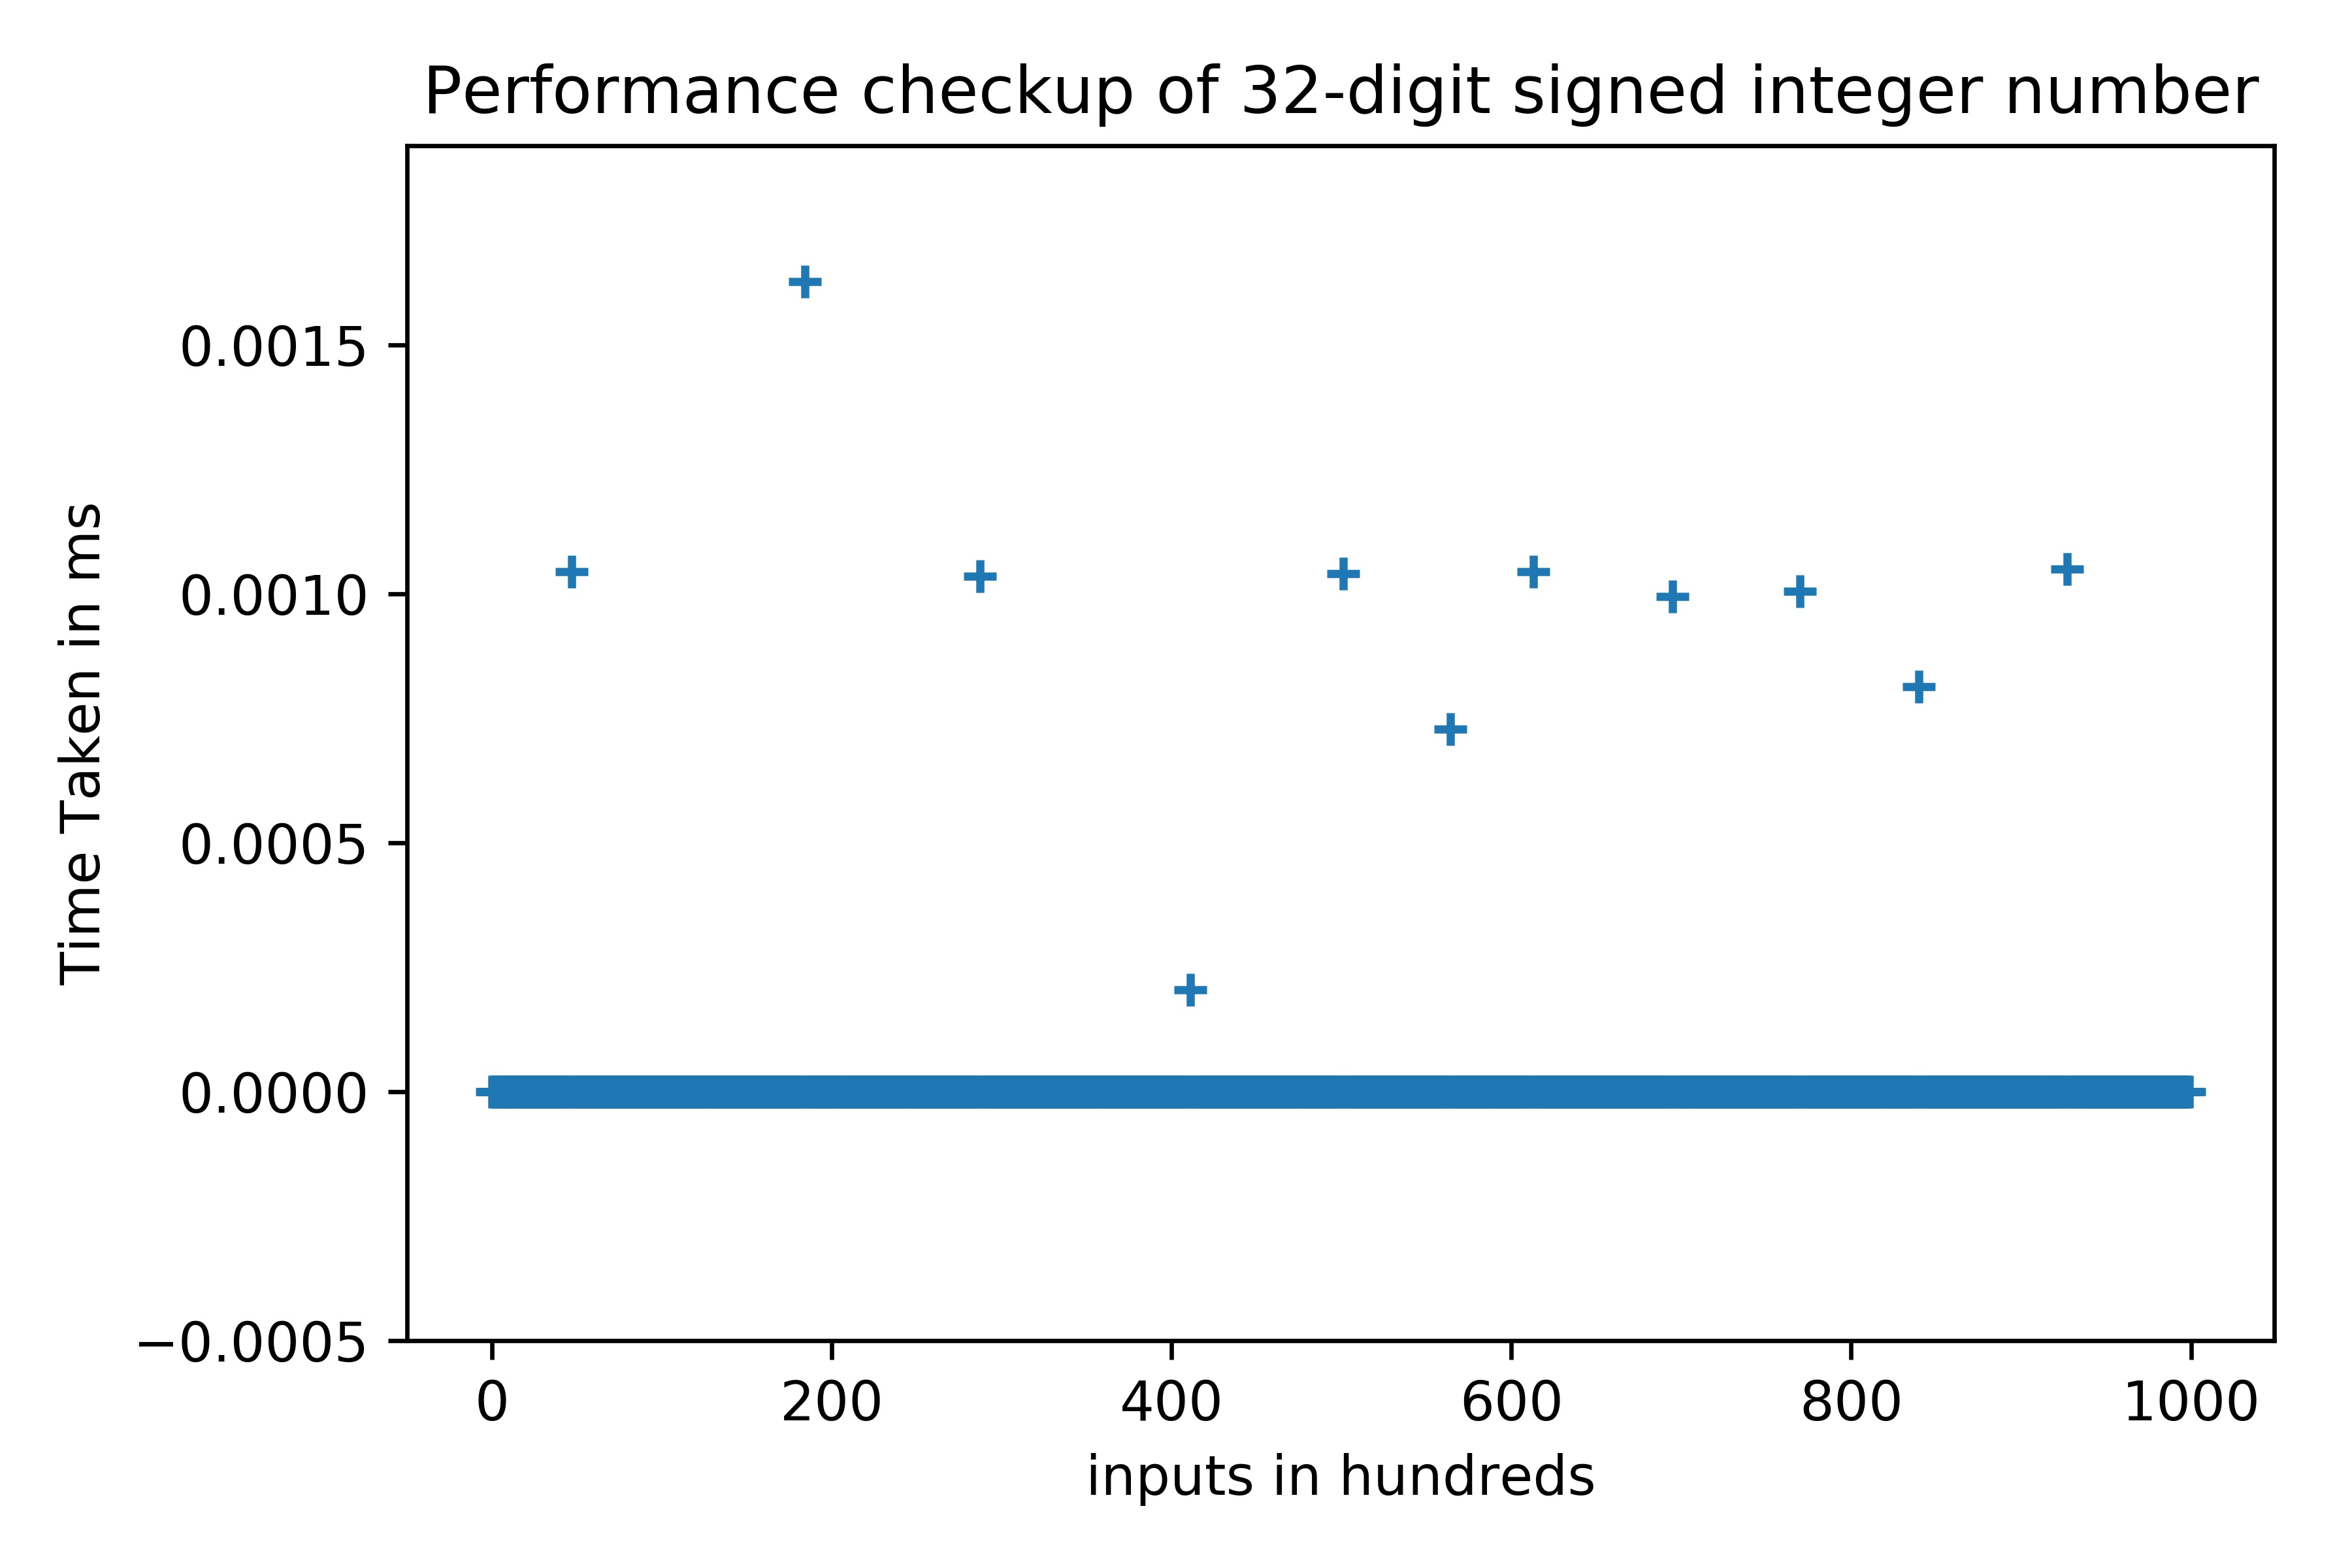 Performance checkup of 32-digit signed integer number
Time Taken in ms
0.0015
0.0010
0.0005
0.0000
−0.0005
0 200 400 600 800 1000
inputs in hundreds